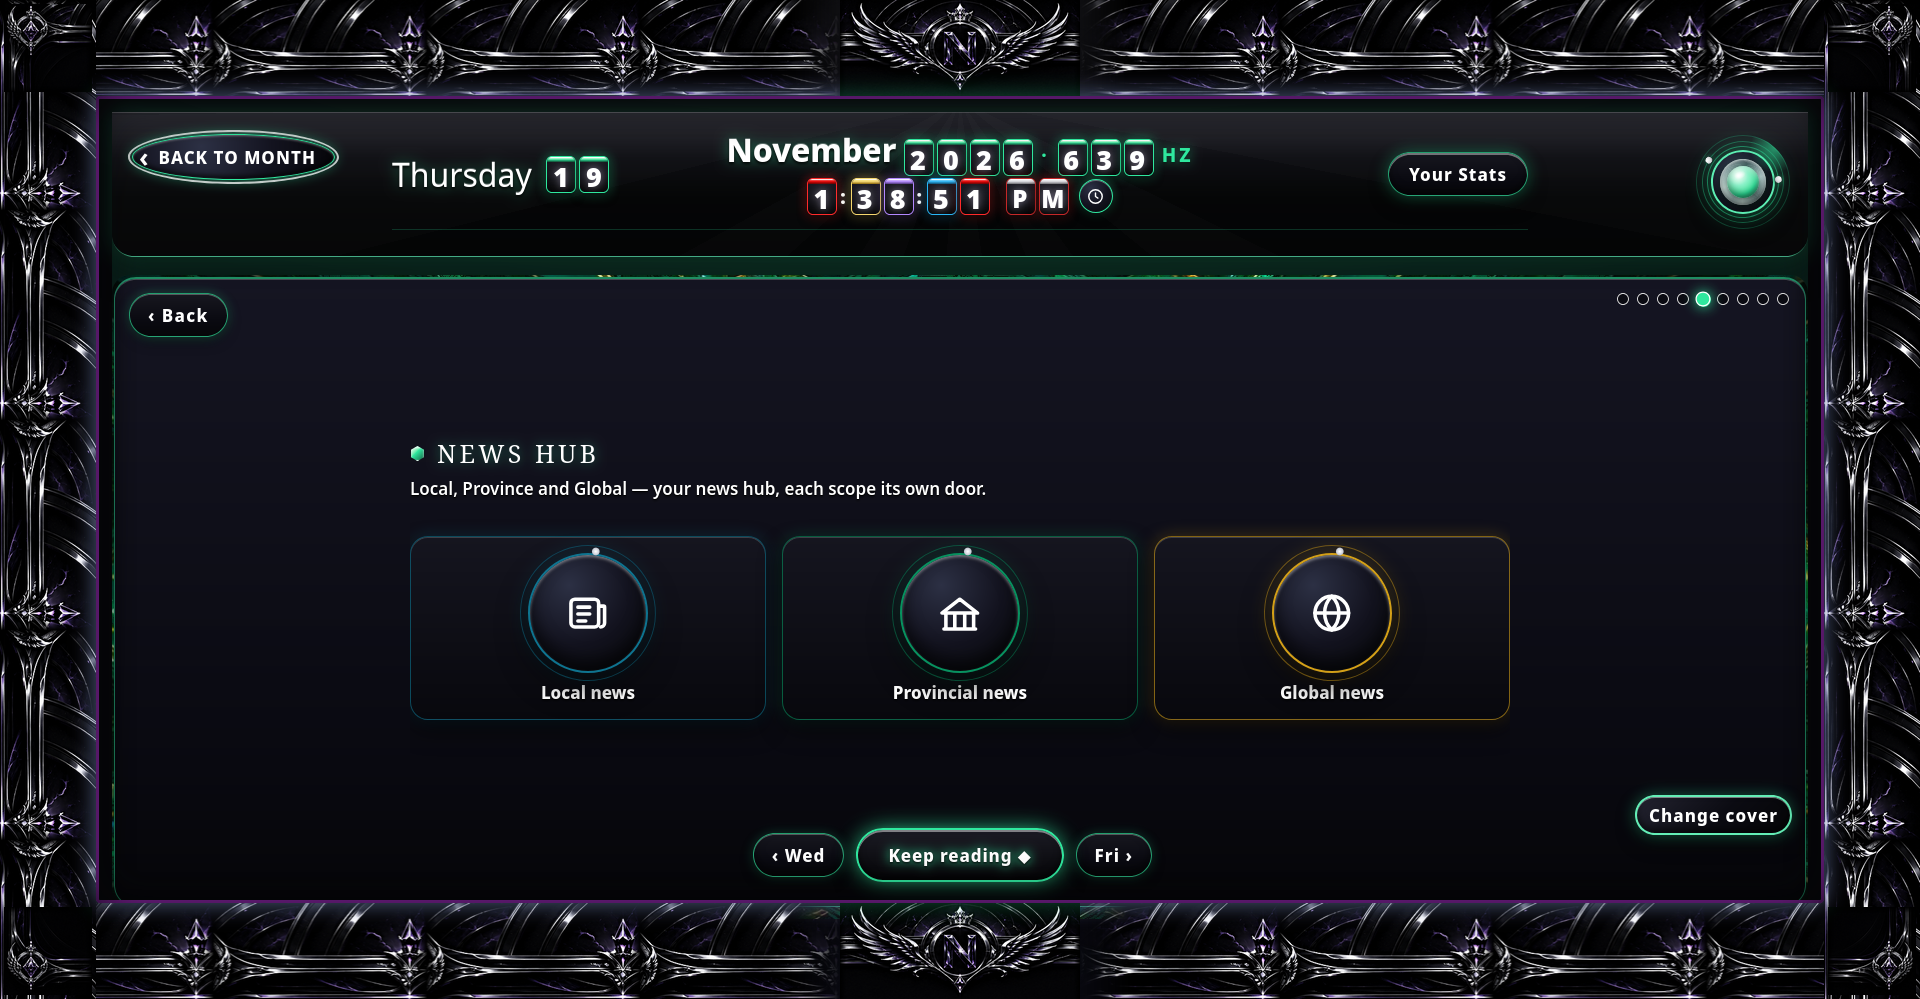 ‹ BACK TO MONTH
Thursday 19
November 2026 · 639 HZ
1:38:51 PM
Your Stats
‹ Back
NEWS HUB
Local, Province and Global — your news hub, each scope its own door.
Local news
Provincial news
Global news
Change cover
‹ Wed
Keep reading ◆
Fri ›
N
N